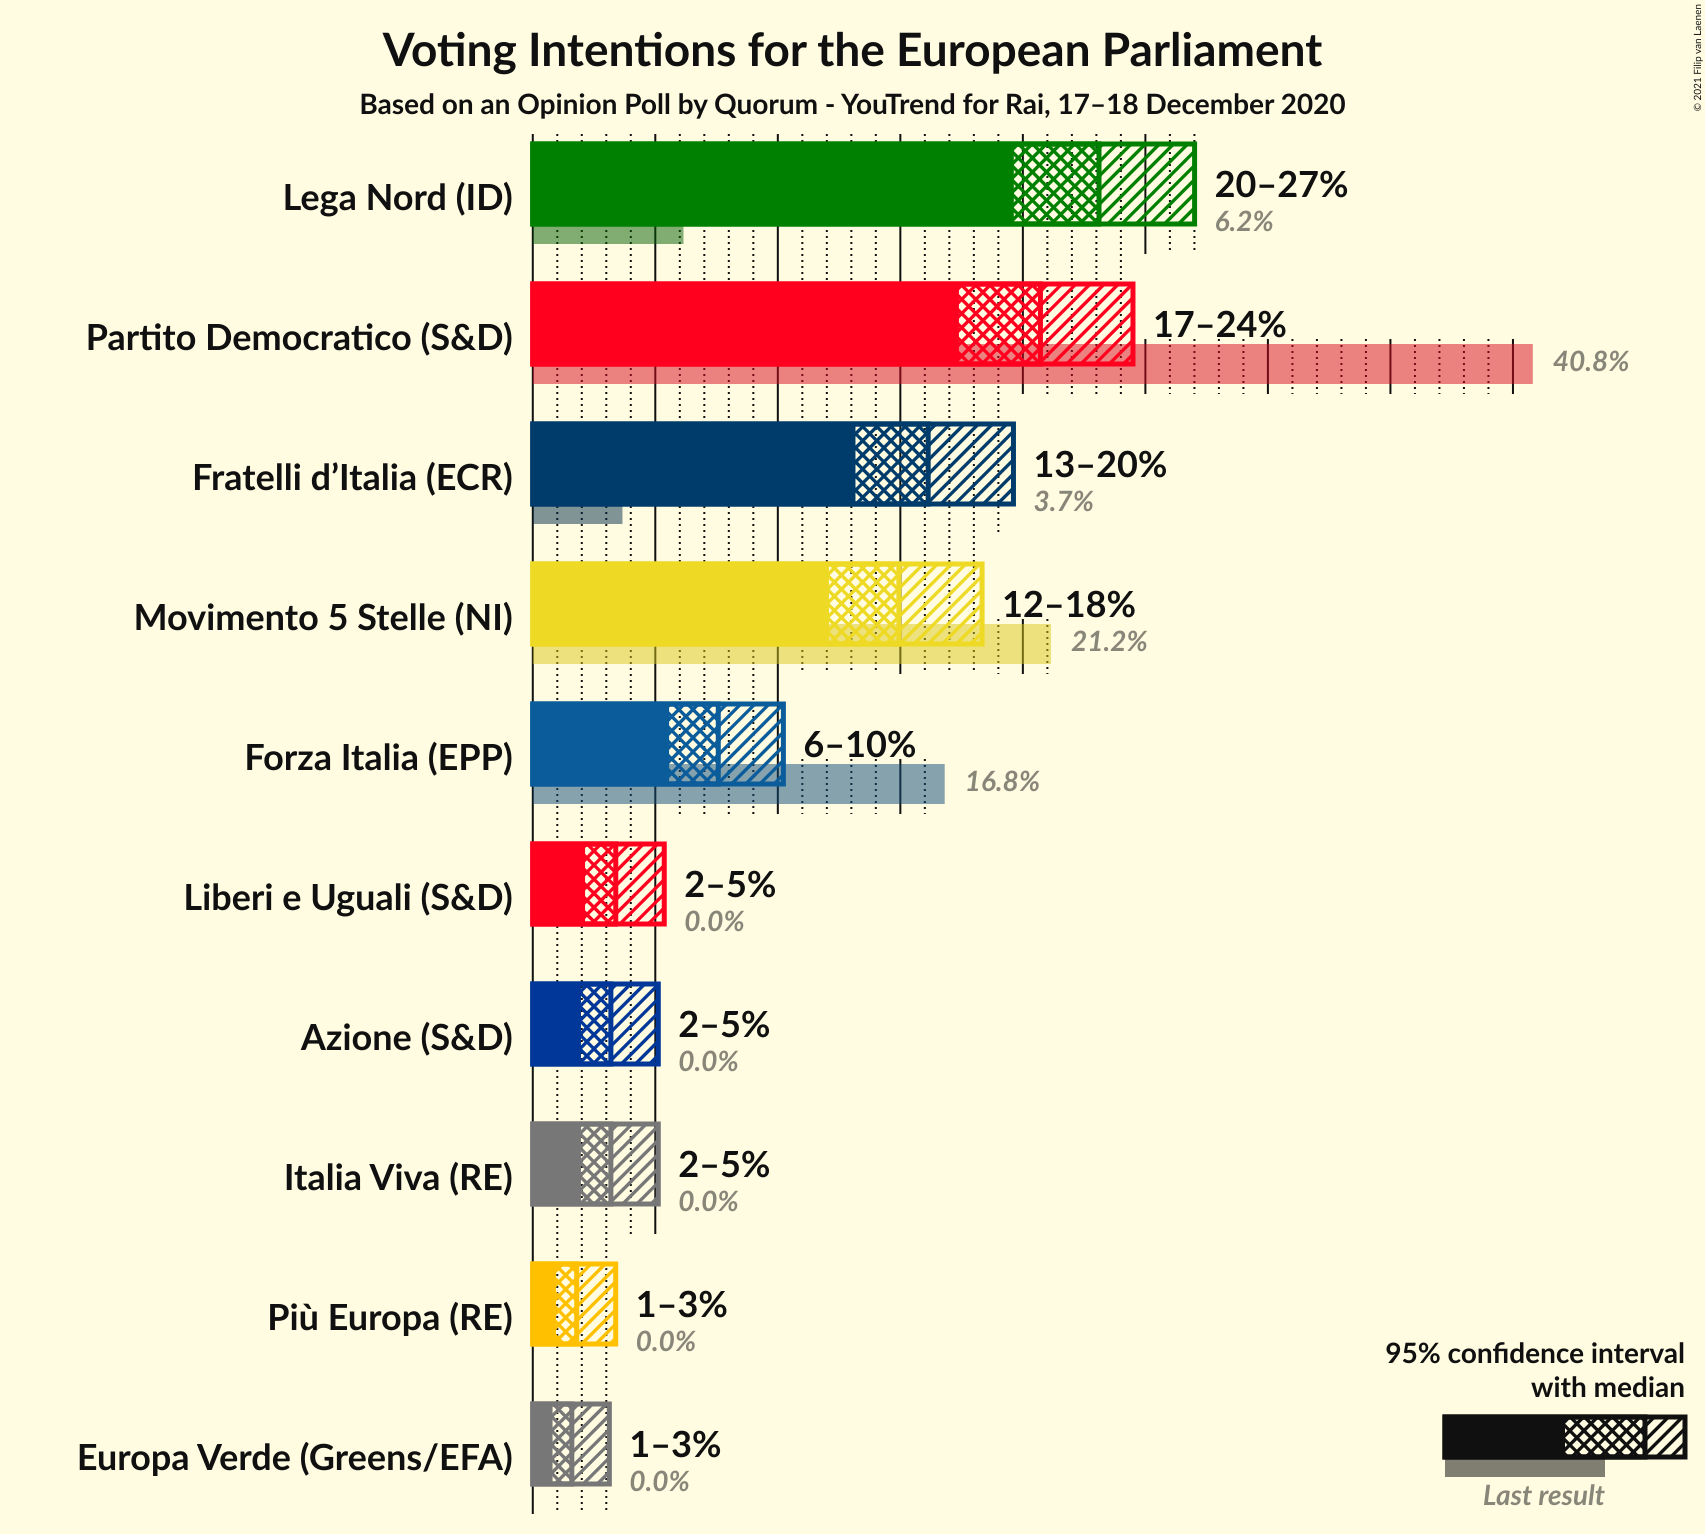 Voting Intentions for the European Parliament
Based on an Opinion Poll by Quorum - YouTrend for Rai, 17–18 December 2020
© 2021 Filip van Laenen
Lega Nord (ID)
20–27%
6.2%
Partito Democratico (S&D)
17–24%
40.8%
Fratelli d’Italia (ECR)
13–20%
3.7%
Movimento 5 Stelle (NI)
12–18%
21.2%
Forza Italia (EPP)
6–10%
16.8%
Liberi e Uguali (S&D)
2–5%
0.0%
Azione (S&D)
2–5%
0.0%
Italia Viva (RE)
2–5%
0.0%
Più Europa (RE)
1–3%
0.0%
Europa Verde (Greens/EFA)
1–3%
0.0%
95% confidence interval
with median
Last result